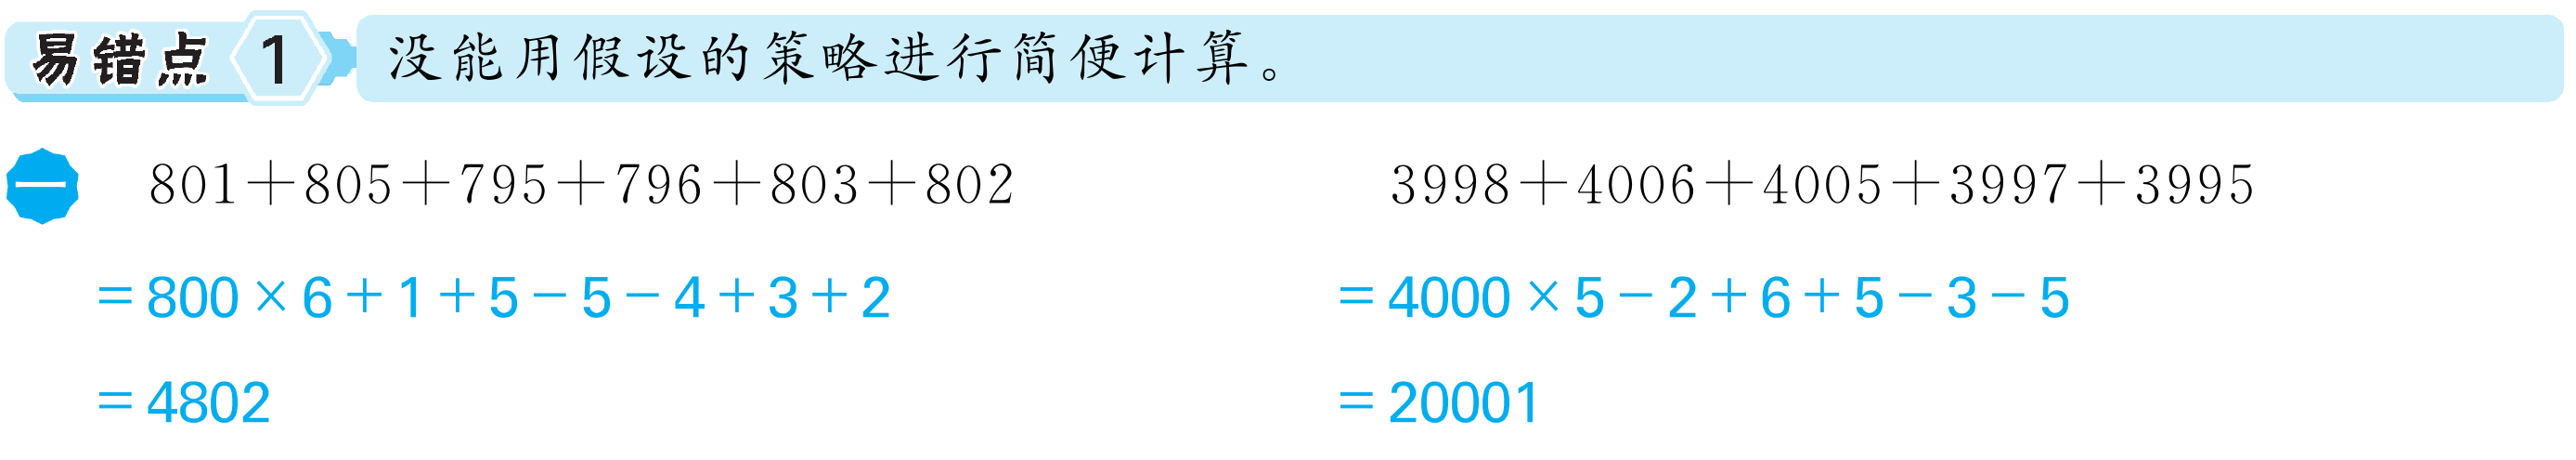 易错点 1 没能用假设的策略进行简便计算。
一 801+805+795+796+803+802 3998+4006+4005+3997+3995
=800×6+1+5-5-4+3+2 =4000×5-2+6+5-3-5
=4802 =20001